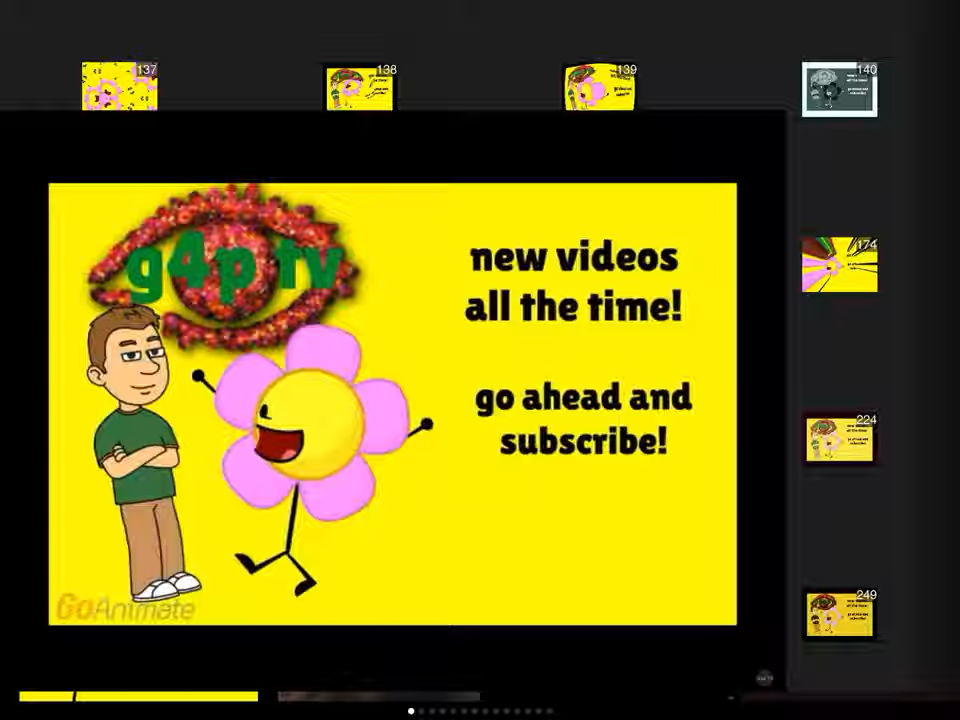 137
138
139
140
g4p tv
new videos
all the time!
go ahead and
subscribe!
174
224
249
GoAnimate